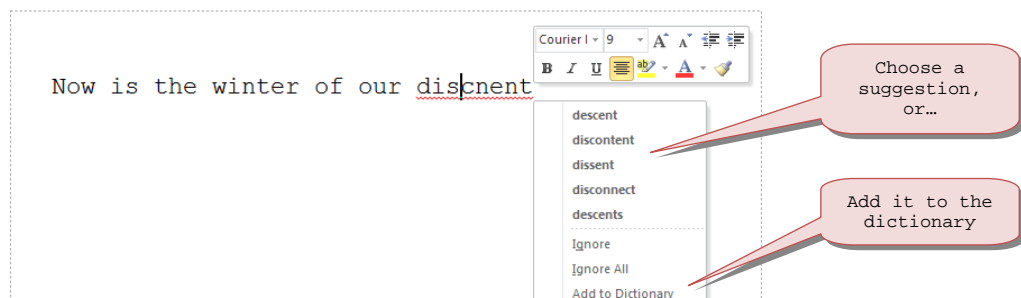 Courier I 9
Now is the winter of our discnent
descent
discontent
dissent
disconnect
descents
Ignore
Ignore All
Add to Dictionary
Choose a
suggestion,
or…
Add it to the
dictionary